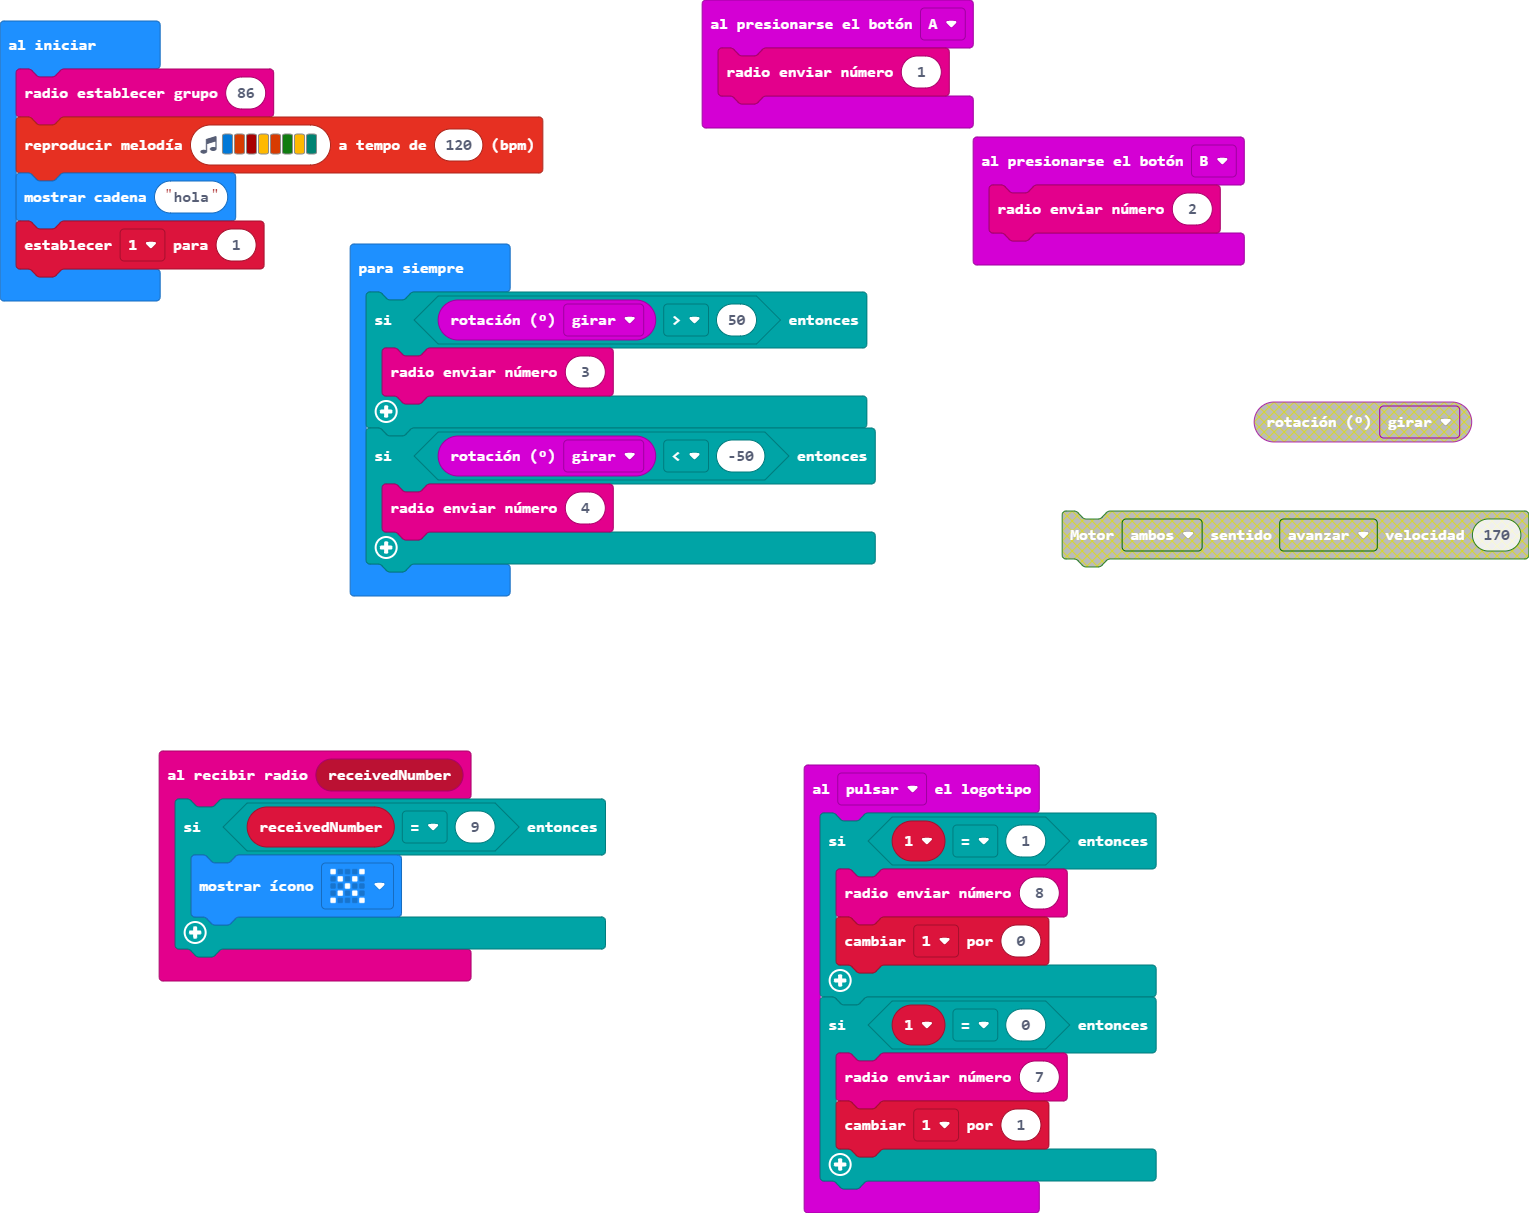 al iniciar
radio establecer grupo 86
reproducir melodía a tempo de 120 (bpm)
mostrar cadena "hola"
establecer 1 para 1
al presionarse el botón A
radio enviar número 1
al presionarse el botón B
radio enviar número 2
para siempre
si rotación (º) girar > 50 entonces
radio enviar número 3
si rotación (º) girar < -50 entonces
radio enviar número 4
rotación (º) girar
Motor ambos sentido avanzar velocidad 170
al recibir radio receivedNumber
si receivedNumber = 9 entonces
mostrar ícono
al pulsar el logotipo
si 1 = 1 entonces
radio enviar número 8
cambiar 1 por 0
si 1 = 0 entonces
radio enviar número 7
cambiar 1 por 1